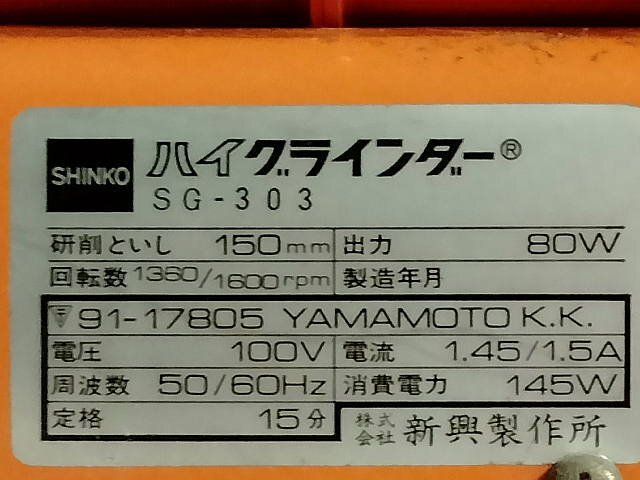 SHINKO ハイグラインダー®
SG-303
研削といし 150mm 出力 80W
回転数 1360/1600rpm 製造年月
〒 91-17805 YAMAMOTO K.K.
電圧 100V 電流 1.45/1.5A
周波数 50/60Hz 消費電力 145W
定格 15分 株式会社 新興製作所